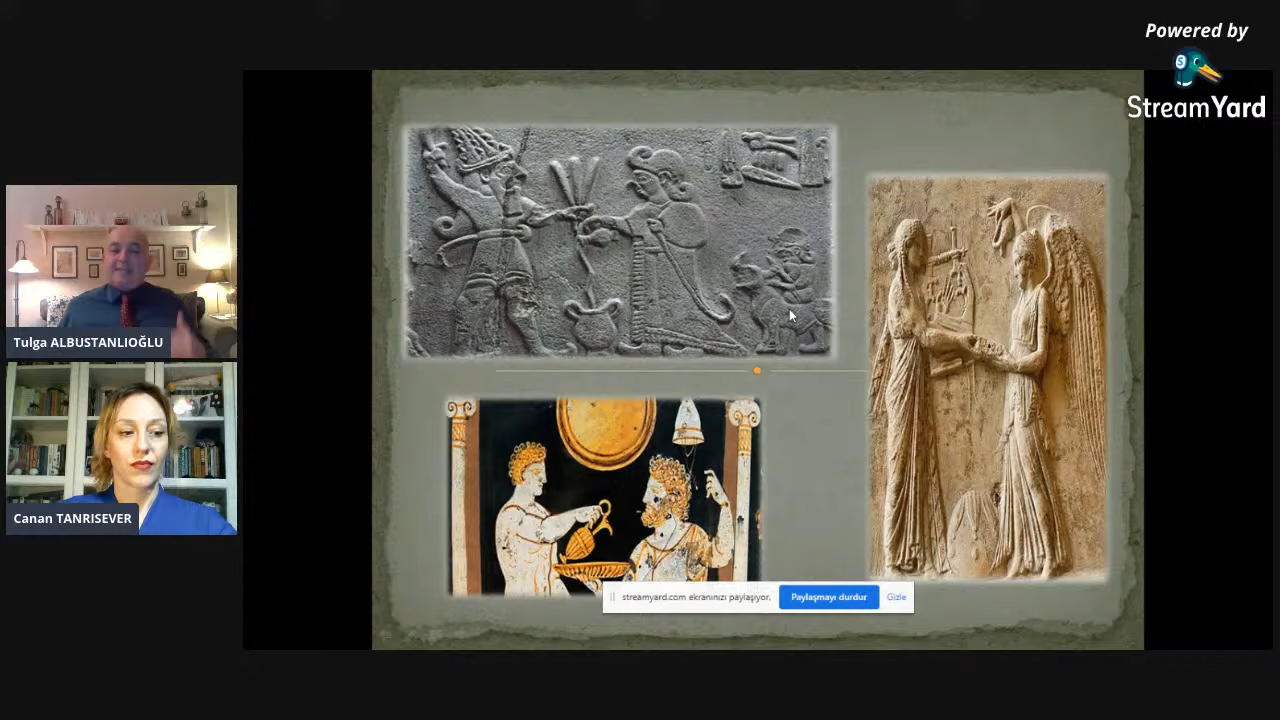 Powered by
StreamYard
Tulga ALBUSTANLIOĞLU
Canan TANRISEVER
streamyard.com ekranınızı paylaşıyor.
Paylaşmayı durdur
Gizle